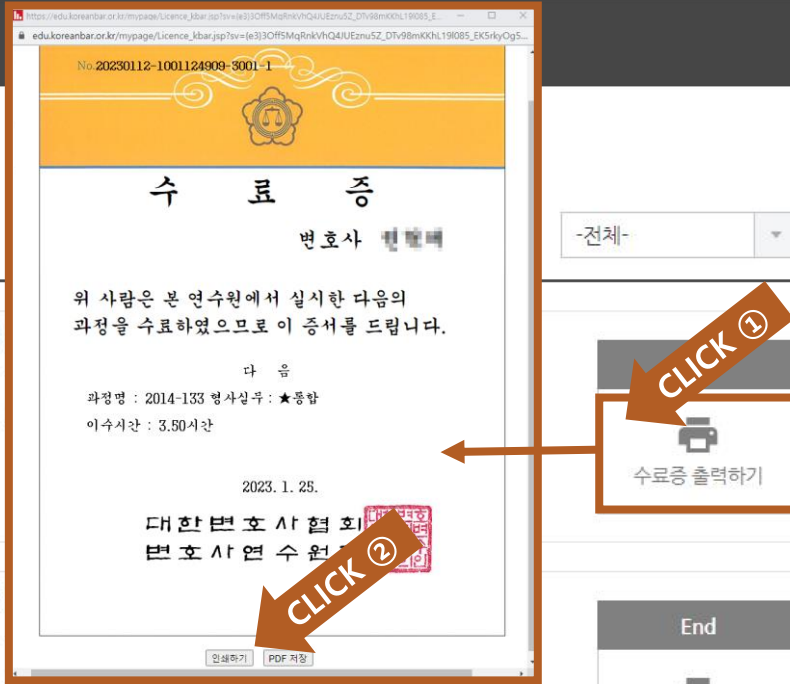 https://edu.koreanbar.or.kr/mypage/Licence_kbar.jsp?sv=(e3)3Off5MqRnkVhQ4JUEznu5Z_DTv98mKKhL19l085_E...
edu.koreanbar.or.kr/mypage/Licence_kbar.jsp?sv=(e3)3Off5MqRnkVhQ4JUEznu5Z_DTv98mKKhL19l085_EK5rkyOg5...
No.20230112-1001124909-3001-1
수 료 증
변호사
-전체-
위 사람은 본 연수원에서 실시한 다음의
과정을 수료하였으므로 이 증서를 드립니다.
다 음
과정명 : 2014-133 형사실무 : ★통합
이수시간 : 3.50시간
2023. 1. 25.
대한변호사협회
변호사연수원
CLICK ①
수료증 출력하기
CLICK ②
End
인쇄하기
PDF 저장